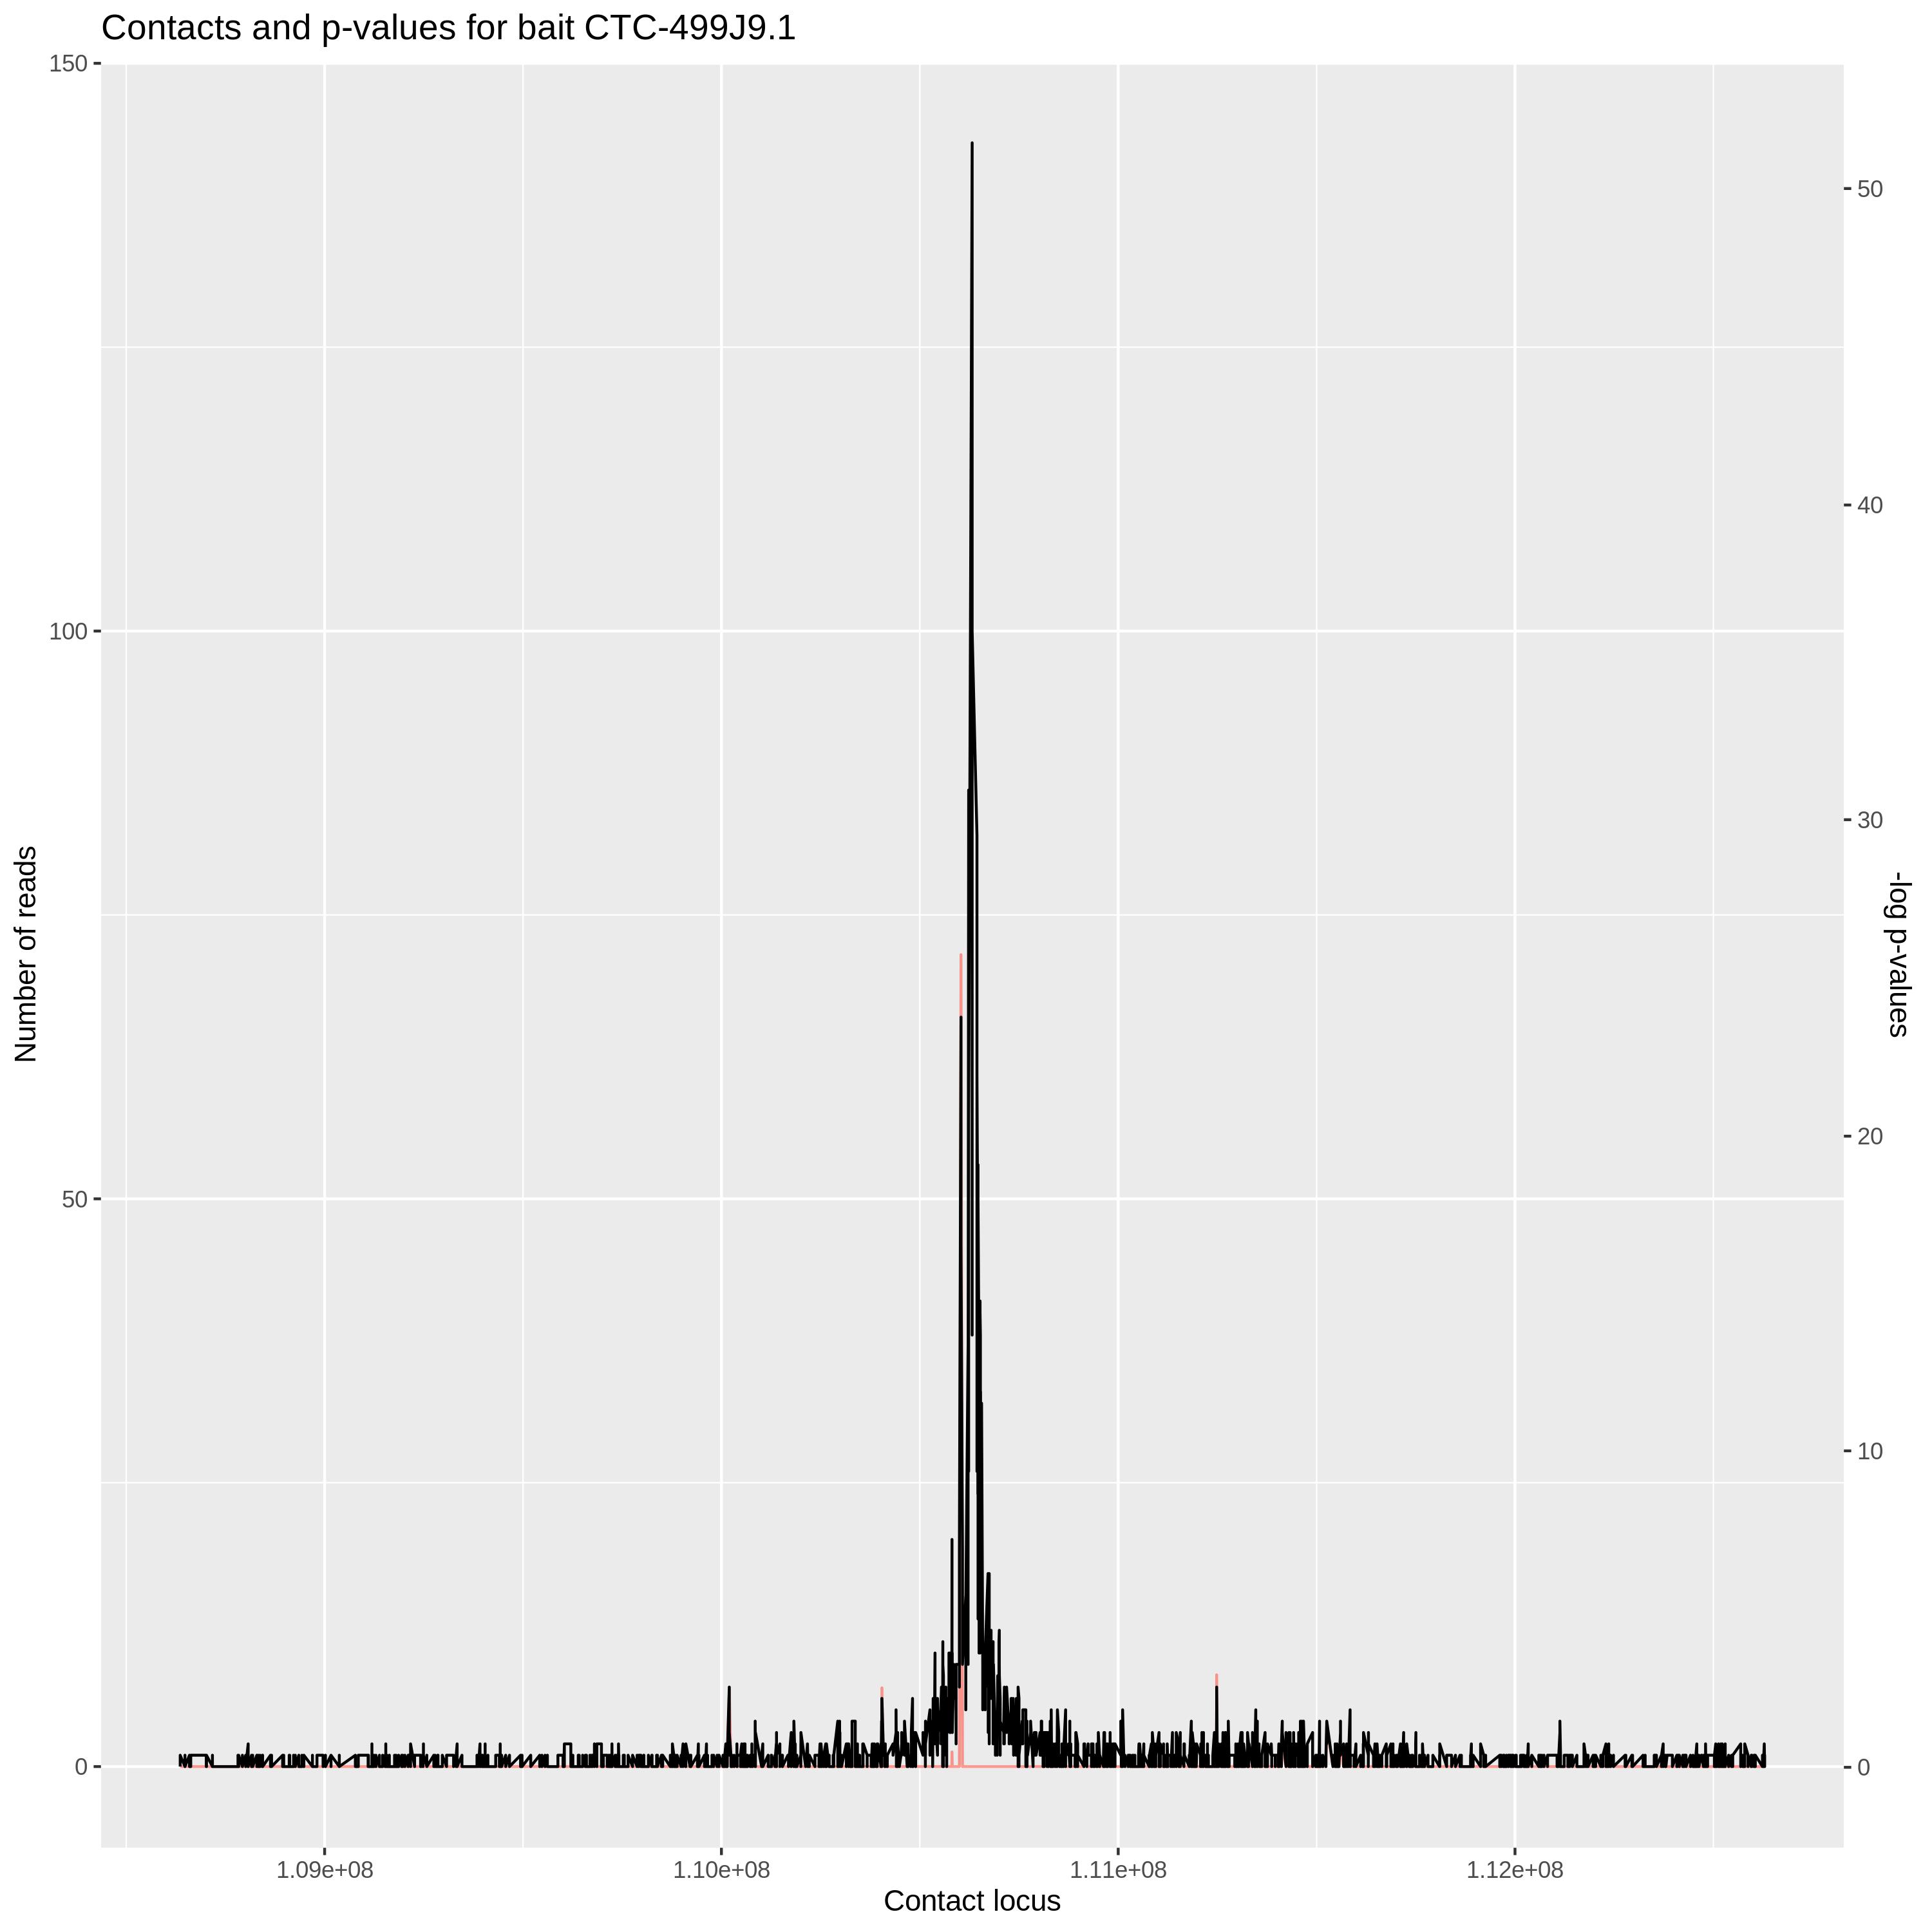 Contacts and p-values for bait CTC-499J9.1
150
100
50
0
Number of reads
50
40
30
20
10
0
-log p-values
1.09e+08
1.10e+08
1.11e+08
1.12e+08
Contact locus